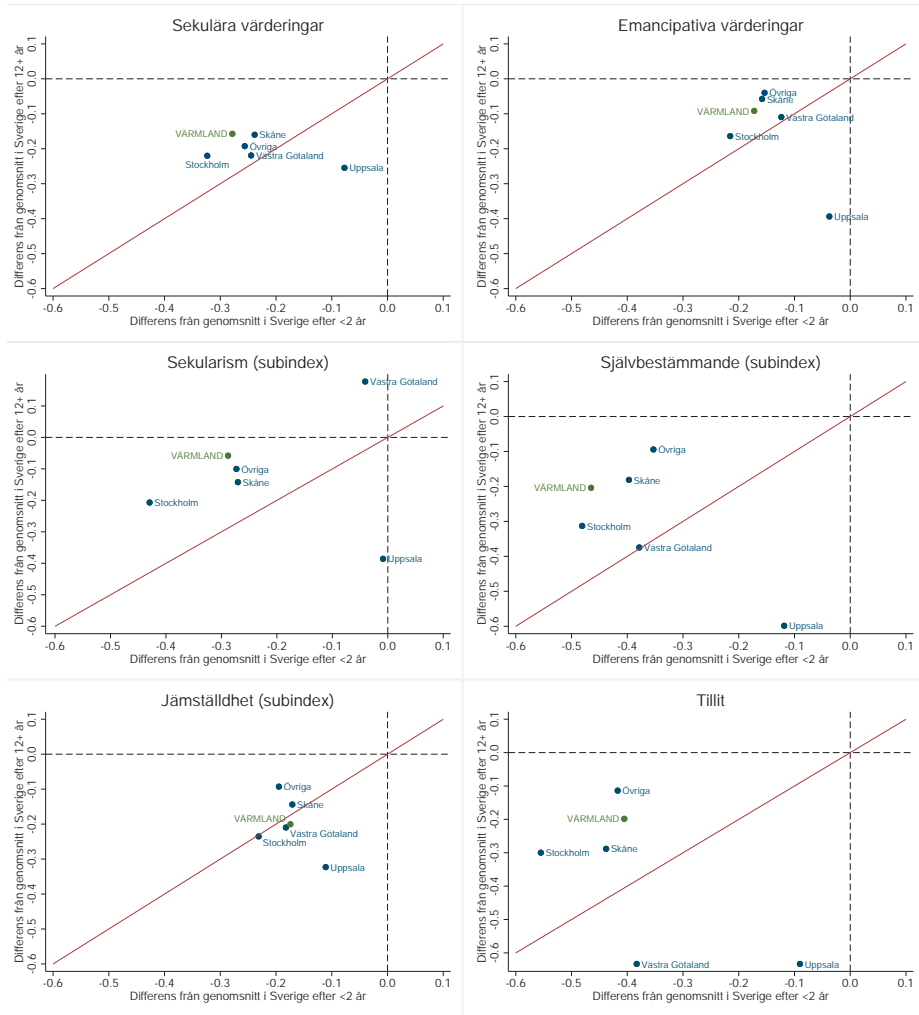 Sekulära värderingar
Differens från genomsnitt i Sverige efter 12+ år
0.1
0.0
-0.1
-0.2
-0.3
-0.4
-0.5
-0.6
VÄRMLAND
Skåne
Övriga
Västra Götaland
Stockholm
Uppsala
-0.6 -0.5 -0.4 -0.3 -0.2 -0.1 0.0 0.1
Differens från genomsnitt i Sverige efter <2 år
Emancipativa värderingar
Differens från genomsnitt i Sverige efter 12+ år
0.1
0.0
-0.1
-0.2
-0.3
-0.4
-0.5
-0.6
Övriga
Skåne
VÄRMLAND
Västra Götaland
Stockholm
Uppsala
-0.6 -0.5 -0.4 -0.3 -0.2 -0.1 0.0 0.1
Differens från genomsnitt i Sverige efter <2 år
Sekularism (subindex)
Differens från genomsnitt i Sverige efter 12+ år
0.1
0.0
-0.1
-0.2
-0.3
-0.4
-0.5
-0.6
Västra Götaland
VÄRMLAND
Övriga
Skåne
Stockholm
Uppsala
-0.6 -0.5 -0.4 -0.3 -0.2 -0.1 0.0 0.1
Differens från genomsnitt i Sverige efter <2 år
Självbestämmande (subindex)
Differens från genomsnitt i Sverige efter 12+ år
0.1
0.0
-0.1
-0.2
-0.3
-0.4
-0.5
-0.6
Övriga
Skåne
VÄRMLAND
Stockholm
Västra Götaland
Uppsala
-0.6 -0.5 -0.4 -0.3 -0.2 -0.1 0.0 0.1
Differens från genomsnitt i Sverige efter <2 år
Jämställdhet (subindex)
Differens från genomsnitt i Sverige efter 12+ år
0.1
0.0
-0.1
-0.2
-0.3
-0.4
-0.5
-0.6
Övriga
Skåne
VÄRMLAND
Västra Götaland
Stockholm
Uppsala
-0.6 -0.5 -0.4 -0.3 -0.2 -0.1 0.0 0.1
Differens från genomsnitt i Sverige efter <2 år
Tillit
Differens från genomsnitt i Sverige efter 12+ år
0.1
0.0
-0.1
-0.2
-0.3
-0.4
-0.5
-0.6
Övriga
VÄRMLAND
Skåne
Stockholm
Västra Götaland
Uppsala
-0.6 -0.5 -0.4 -0.3 -0.2 -0.1 0.0 0.1
Differens från genomsnitt i Sverige efter <2 år